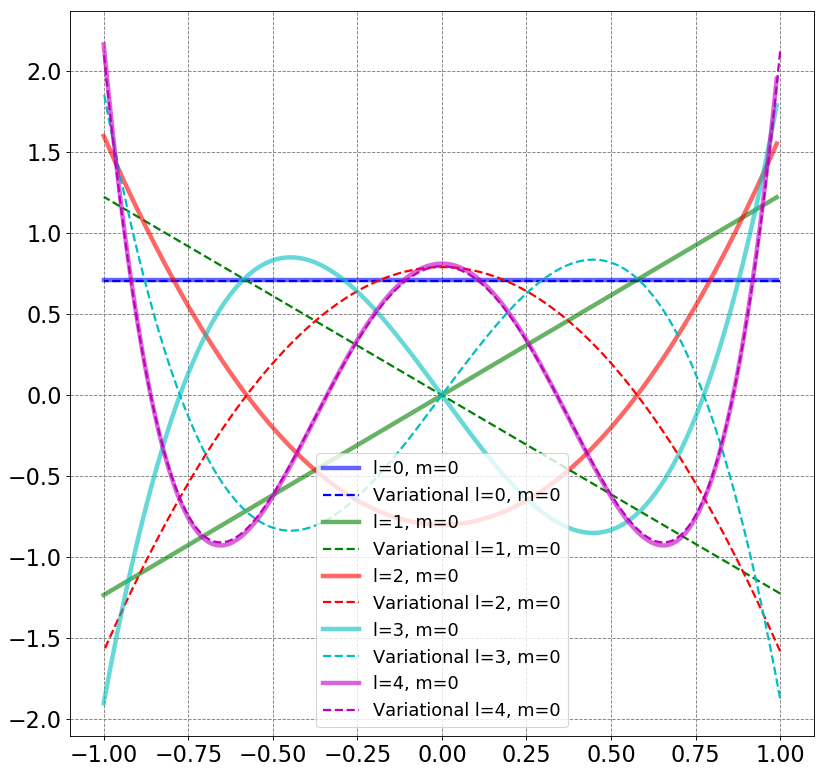 2.0
1.5
1.0
0.5
0.0
−0.5
−1.0
−1.5
−2.0
l=0, m=0
Variational l=0, m=0
l=1, m=0
Variational l=1, m=0
l=2, m=0
Variational l=2, m=0
l=3, m=0
Variational l=3, m=0
l=4, m=0
Variational l=4, m=0
−1.00 −0.75 −0.50 −0.25 0.00 0.25 0.50 0.75 1.00